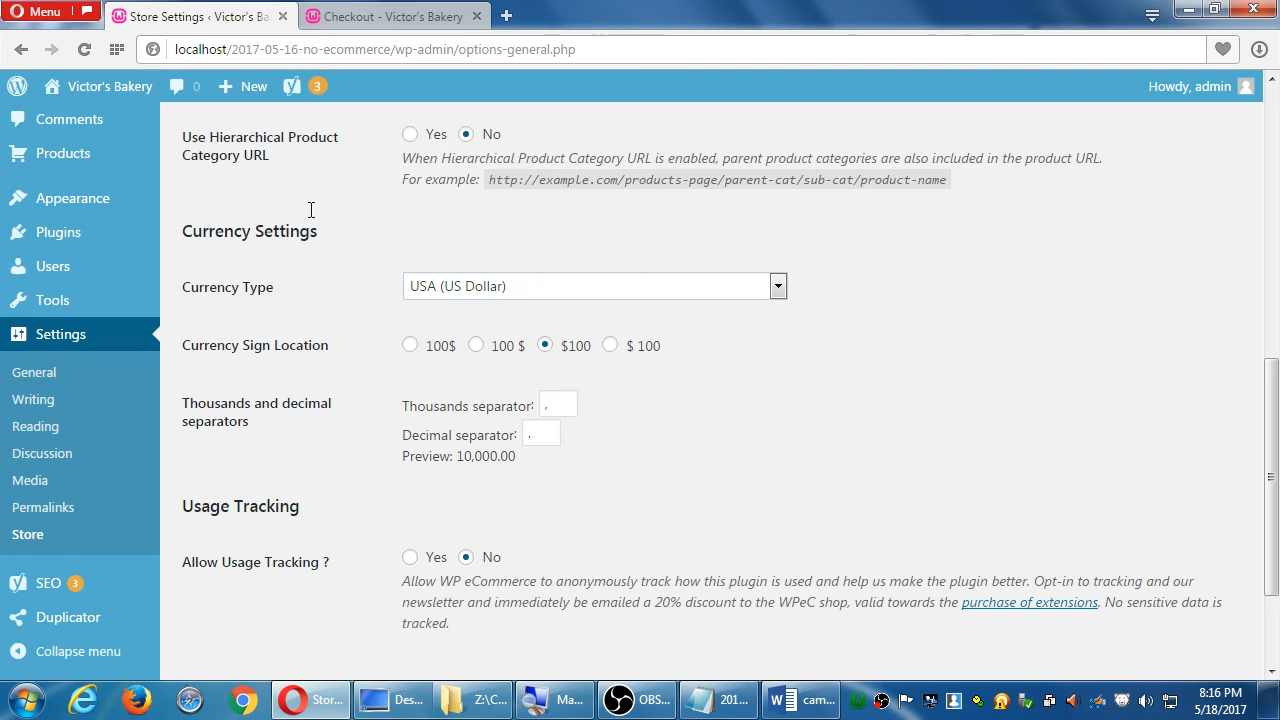 Menu
Store Settings ‹ Victor's Ba
Checkout - Victor's Bakery
localhost/2017-05-16-no-ecommerce/wp-admin/options-general.php
Victor's Bakery
0
New
3
Howdy, admin
Comments
Products
Appearance
Plugins
Users
Tools
Settings
General
Writing
Reading
Discussion
Media
Permalinks
Store
SEO 3
Duplicator
Collapse menu
Use Hierarchical Product
Category URL
Yes No
When Hierarchical Product Category URL is enabled, parent product categories are also included in the product URL.
For example: http://example.com/products-page/parent-cat/sub-cat/product-name
Currency Settings
Currency Type
USA (US Dollar)
Currency Sign Location
100$ 100 $ $100 $ 100
Thousands and decimal
separators
Thousands separator: ,
Decimal separator: .
Preview: 10,000.00
Usage Tracking
Allow Usage Tracking ?
Yes No
Allow WP eCommerce to anonymously track how this plugin is used and help us make the plugin better. Opt-in to tracking and our
newsletter and immediately be emailed a 20% discount to the WPeC shop, valid towards the purchase of extensions. No sensitive data is
tracked.
Stor...
Des...
Z:\C...
Ma...
OBS...
201...
cam...
8:16 PM
5/18/2017